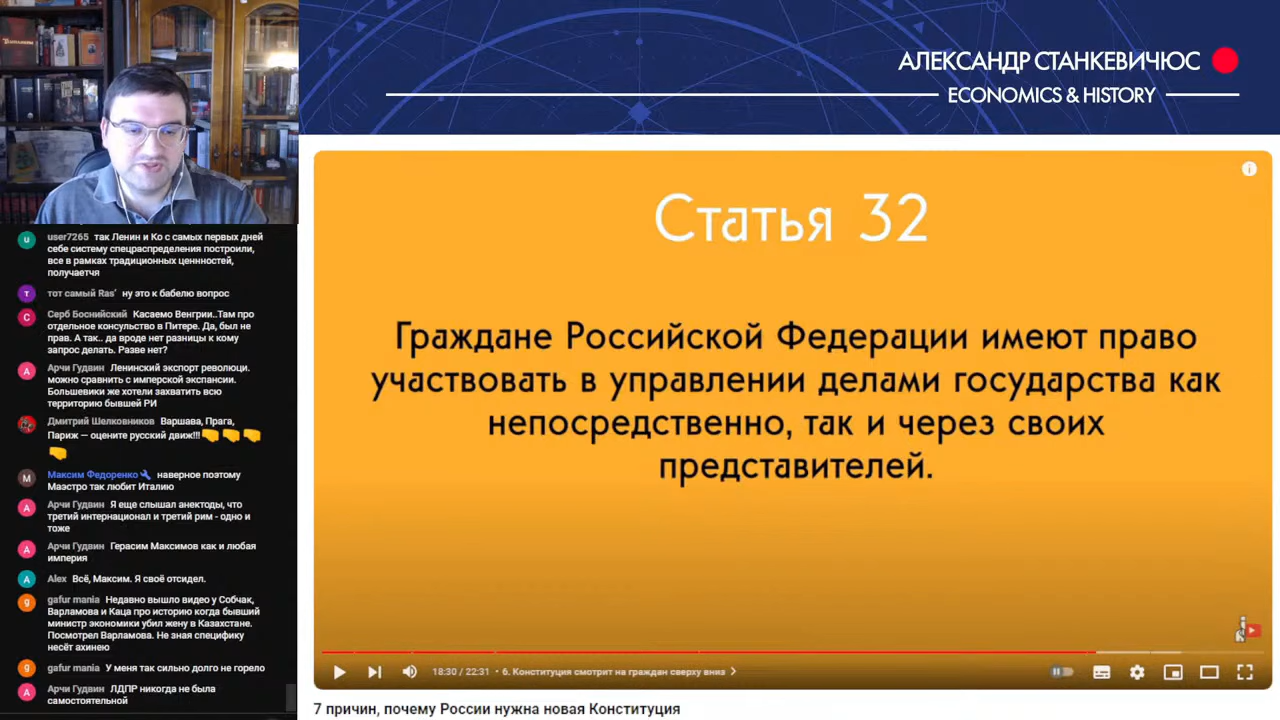 АЛЕКСАНДР СТАНКЕВИЧЮС
ECONOMICS & HISTORY
Статья 32
Граждане Российской Федерации имеют право
участвовать в управлении делами государства как
непосредственно, так и через своих
представителей.
18:30 / 22:31 • 6. Конституция смотрит на граждан сверху вниз
7 причин, почему России нужна новая Конституция
user7265 так Ленин и Ко с самых первых дней
себе систему спецраспределения построили,
все в рамках традиционных ценнностей,
получаетчя
тот самый Ras' ну это к бабелю вопрос
Серб Боснийский Касаемо Венгрии..Там про
отдельное консульство в Питере. Да, был не
прав. А так.. да вроде нет разницы к кому
запрос делать. Разве нет?
Арчи Гудвин Ленинский экспорт революци.
можно сравнить с имперской экспансии.
Большевики же хотели захватить всю
территорию бывшей РИ
Дмитрий Шелковников Варшава, Прага,
Париж — оцените русский движ!!!
Максим Федоренко наверное поэтому
Маэстро так любит Италию
Арчи Гудвин Я еще слышал анектоды, что
третий интернационал и третий рим - одно и
тоже
Арчи Гудвин Герасим Максимов как и любая
империя
Alex Всё, Максим. Я своё отсидел.
gafur mania Недавно вышло видео у Собчак,
Варламова и Каца про историю когда бывший
министр экономики убил жену в Казахстане.
Посмотрел Варламова. Не зная специфику
несёт ахинею
gafur mania У меня так сильно долго не горело
Арчи Гудвин ЛДПР никогда не была
самостоятельной